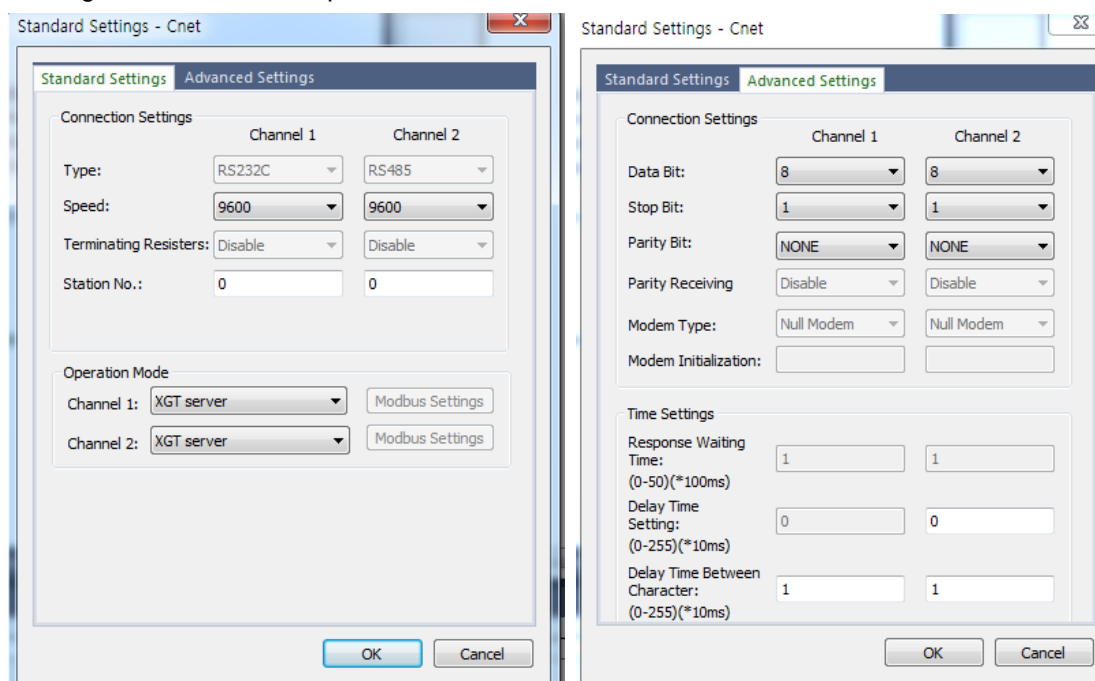 Standard Settings - Cnet
Standard Settings Advanced Settings
Connection Settings
Channel 1 Channel 2
Type: RS232C RS485
Speed: 9600 9600
Terminating Resisters: Disable Disable
Station No.: 0 0
Operation Mode
Channel 1: XGT server Modbus Settings
Channel 2: XGT server Modbus Settings
OK Cancel
Standard Settings - Cnet
Standard Settings Advanced Settings
Connection Settings
Channel 1 Channel 2
Data Bit: 8 8
Stop Bit: 1 1
Parity Bit: NONE NONE
Parity Receiving Disable Disable
Modem Type: Null Modem Null Modem
Modem Initialization:
Time Settings
Response Waiting
Time: 1 1
(0-50)(*100ms)
Delay Time
Setting: 0 0
(0-255)(*10ms)
Delay Time Between
Character: 1 1
(0-255)(*10ms)
OK Cancel